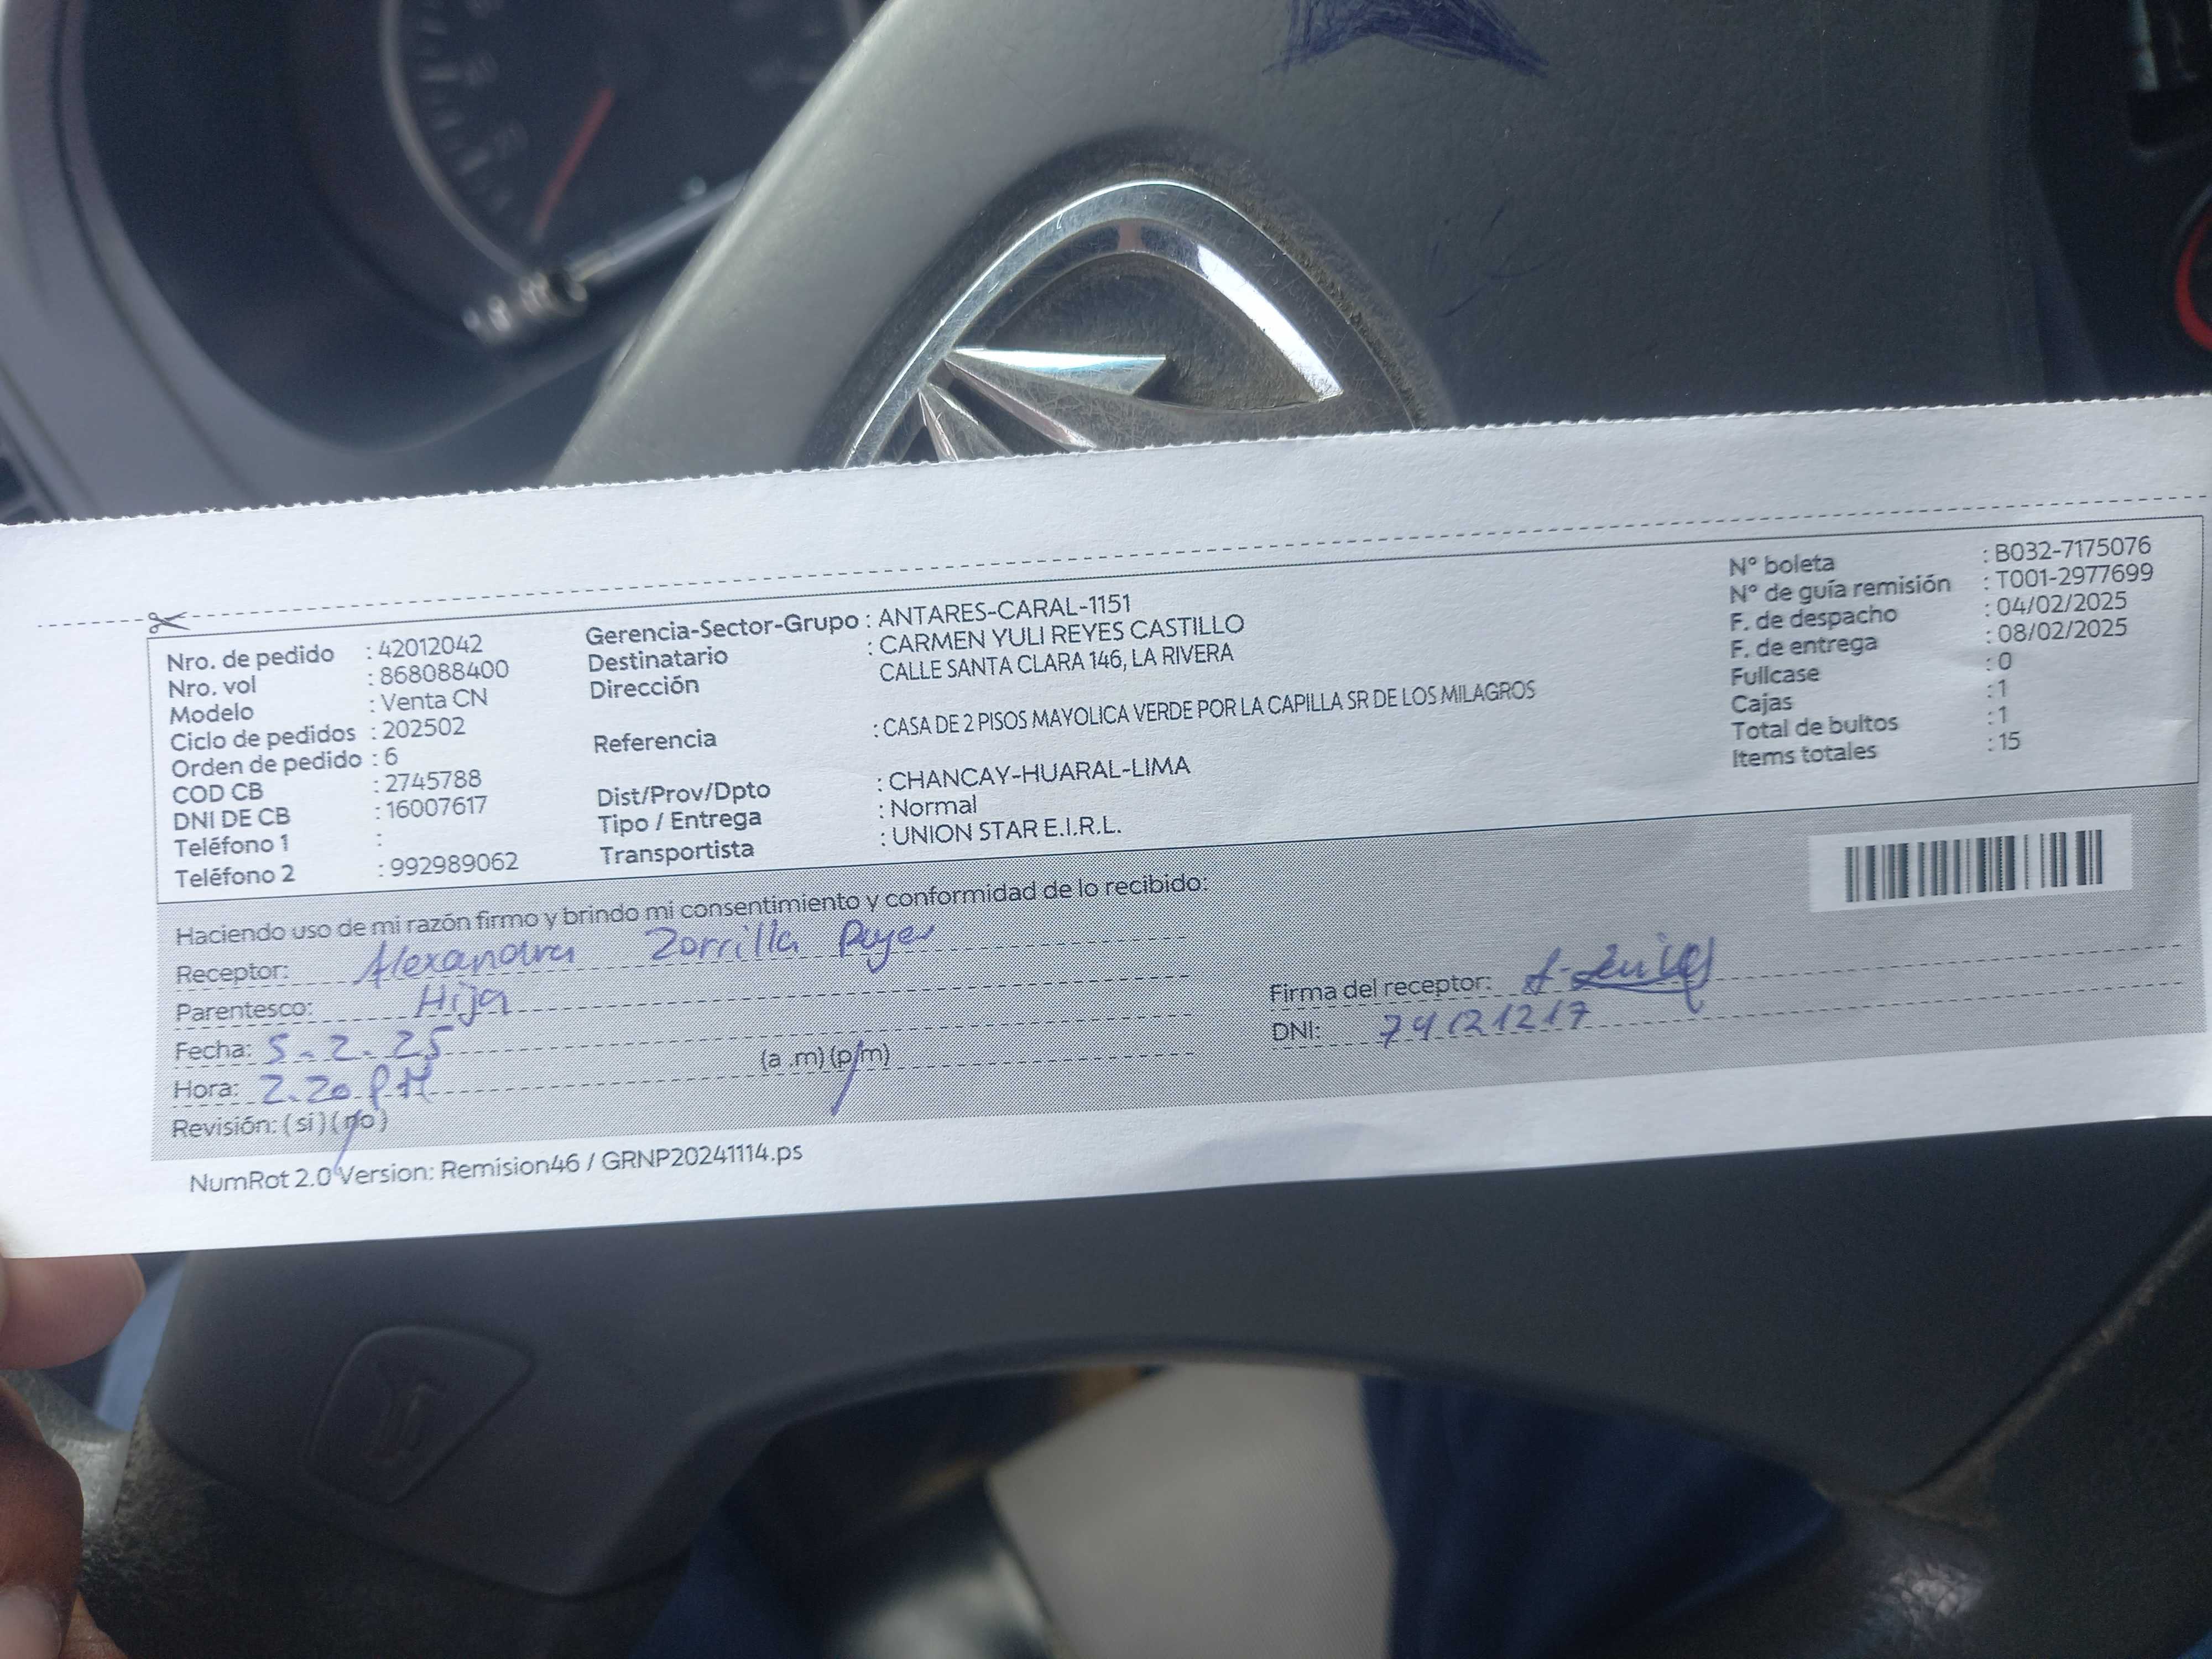 Nro. de pedido : 42012042
Nro. vol : 868088400
Modelo : Venta CN
Ciclo de pedidos : 202502
Orden de pedido : 6
COD CB : 2745788
DNI DE CB : 16007617
Teléfono 1 :
Teléfono 2 : 992989062
Gerencia-Sector-Grupo : ANTARES-CARAL-1151
Destinatario : CARMEN YULI REYES CASTILLO
Dirección CALLE SANTA CLARA 146, LA RIVERA
Referencia : CASA DE 2 PISOS MAYOLICA VERDE POR LA CAPILLA SR DE LOS MILAGROS
Dist/Prov/Dpto : CHANCAY-HUARAL-LIMA
Tipo / Entrega : Normal
Transportista : UNION STAR E.I.R.L.
N° boleta : B032-7175076
N° de guía remisión : T001-2977699
F. de despacho : 04/02/2025
F. de entrega : 08/02/2025
Fullcase : 0
Cajas : 1
Total de bultos : 1
Items totales : 15
Haciendo uso de mi razón firmo y brindo mi consentimiento y conformidad de lo recibido:
Receptor: Alexandra Zorrilla Reyes
Parentesco: Hija
Fecha: 5.2.25
Hora: 2.20 PM (a .m) (p/m)
Revisión: (si) (no)
Firma del receptor:
DNI: 74121217
NumRot 2.0 Version: Remision46 / GRNP20241114.ps